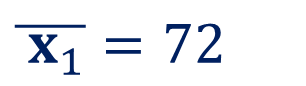 x̅₁ = 72